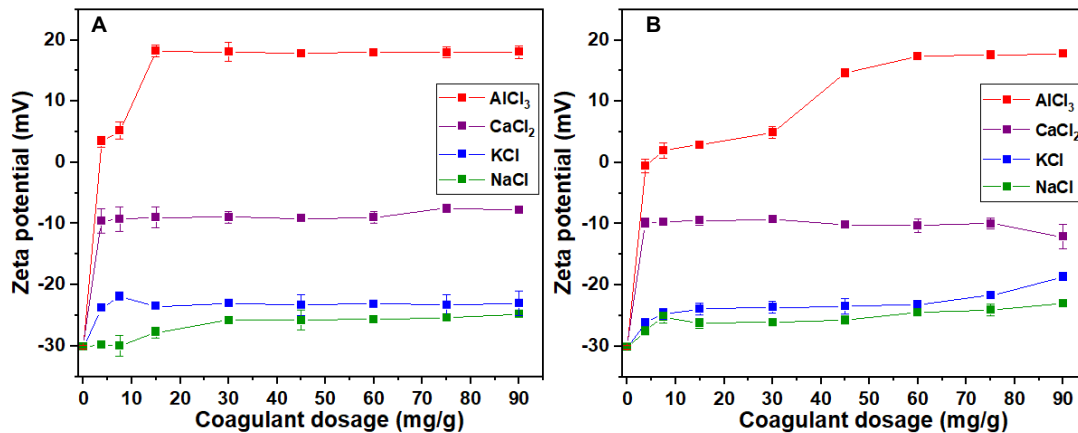 A
Zeta potential (mV)
20
10
0
-10
-20
-30
AlCl₃
CaCl₂
KCl
NaCl
0 10 20 30 40 50 60 70 80 90
Coagulant dosage (mg/g)
B
Zeta potential (mV)
20
10
0
-10
-20
-30
AlCl₃
CaCl₂
KCl
NaCl
0 10 20 30 40 50 60 70 80 90
Coagulant dosage (mg/g)